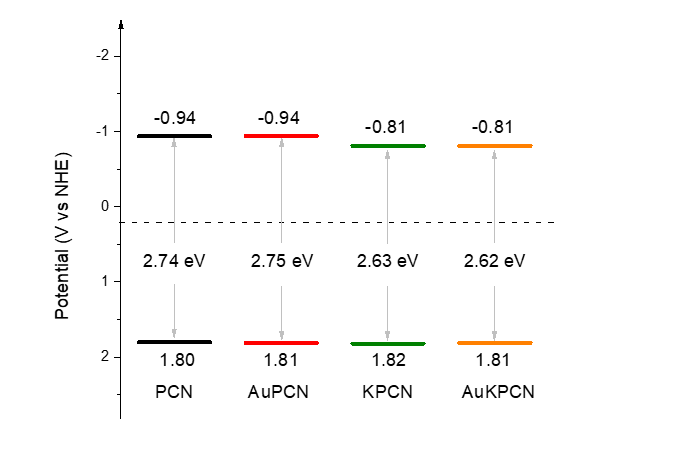 -2
-0.94 -0.94 -0.81 -0.81
-1
0
Potential (V vs NHE)
2.74 eV 2.75 eV 2.63 eV 2.62 eV
1
2
1.80 1.81 1.82 1.81
PCN AuPCN KPCN AuKPCN